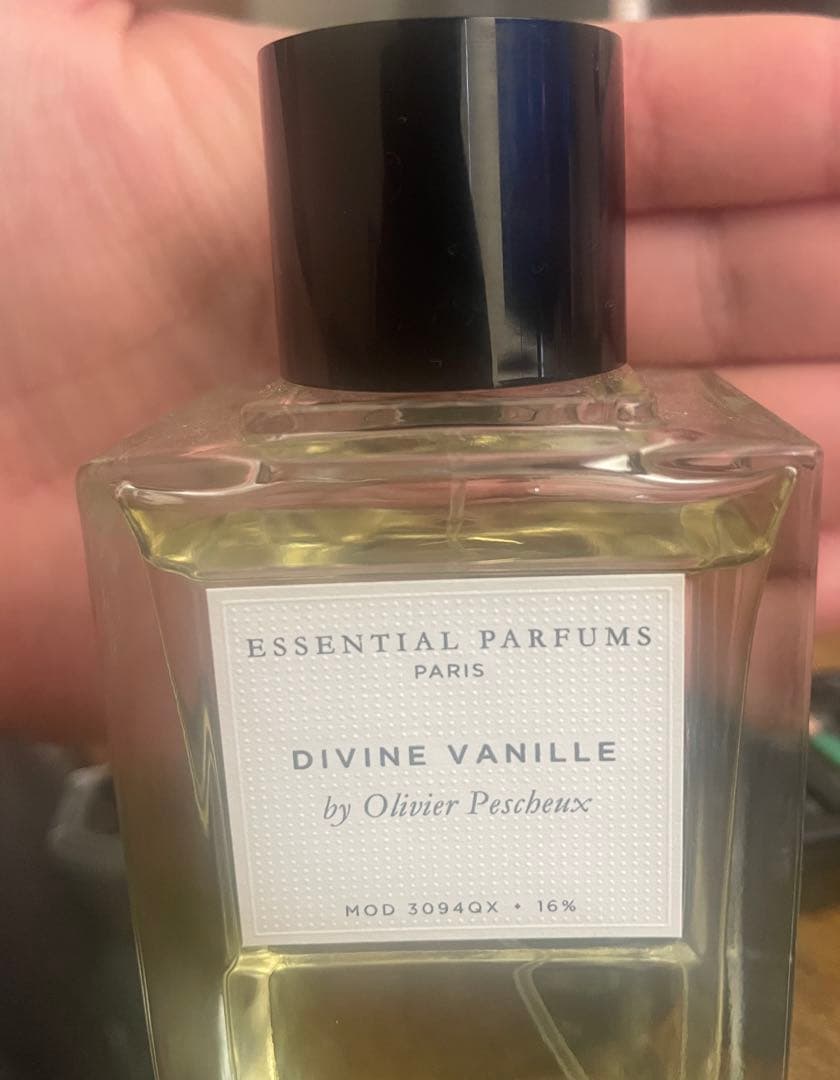 ESSENTIAL PARFUMS
PARIS
DIVINE VANILLE
by Olivier Pescheux
MOD 3094QX • 16%